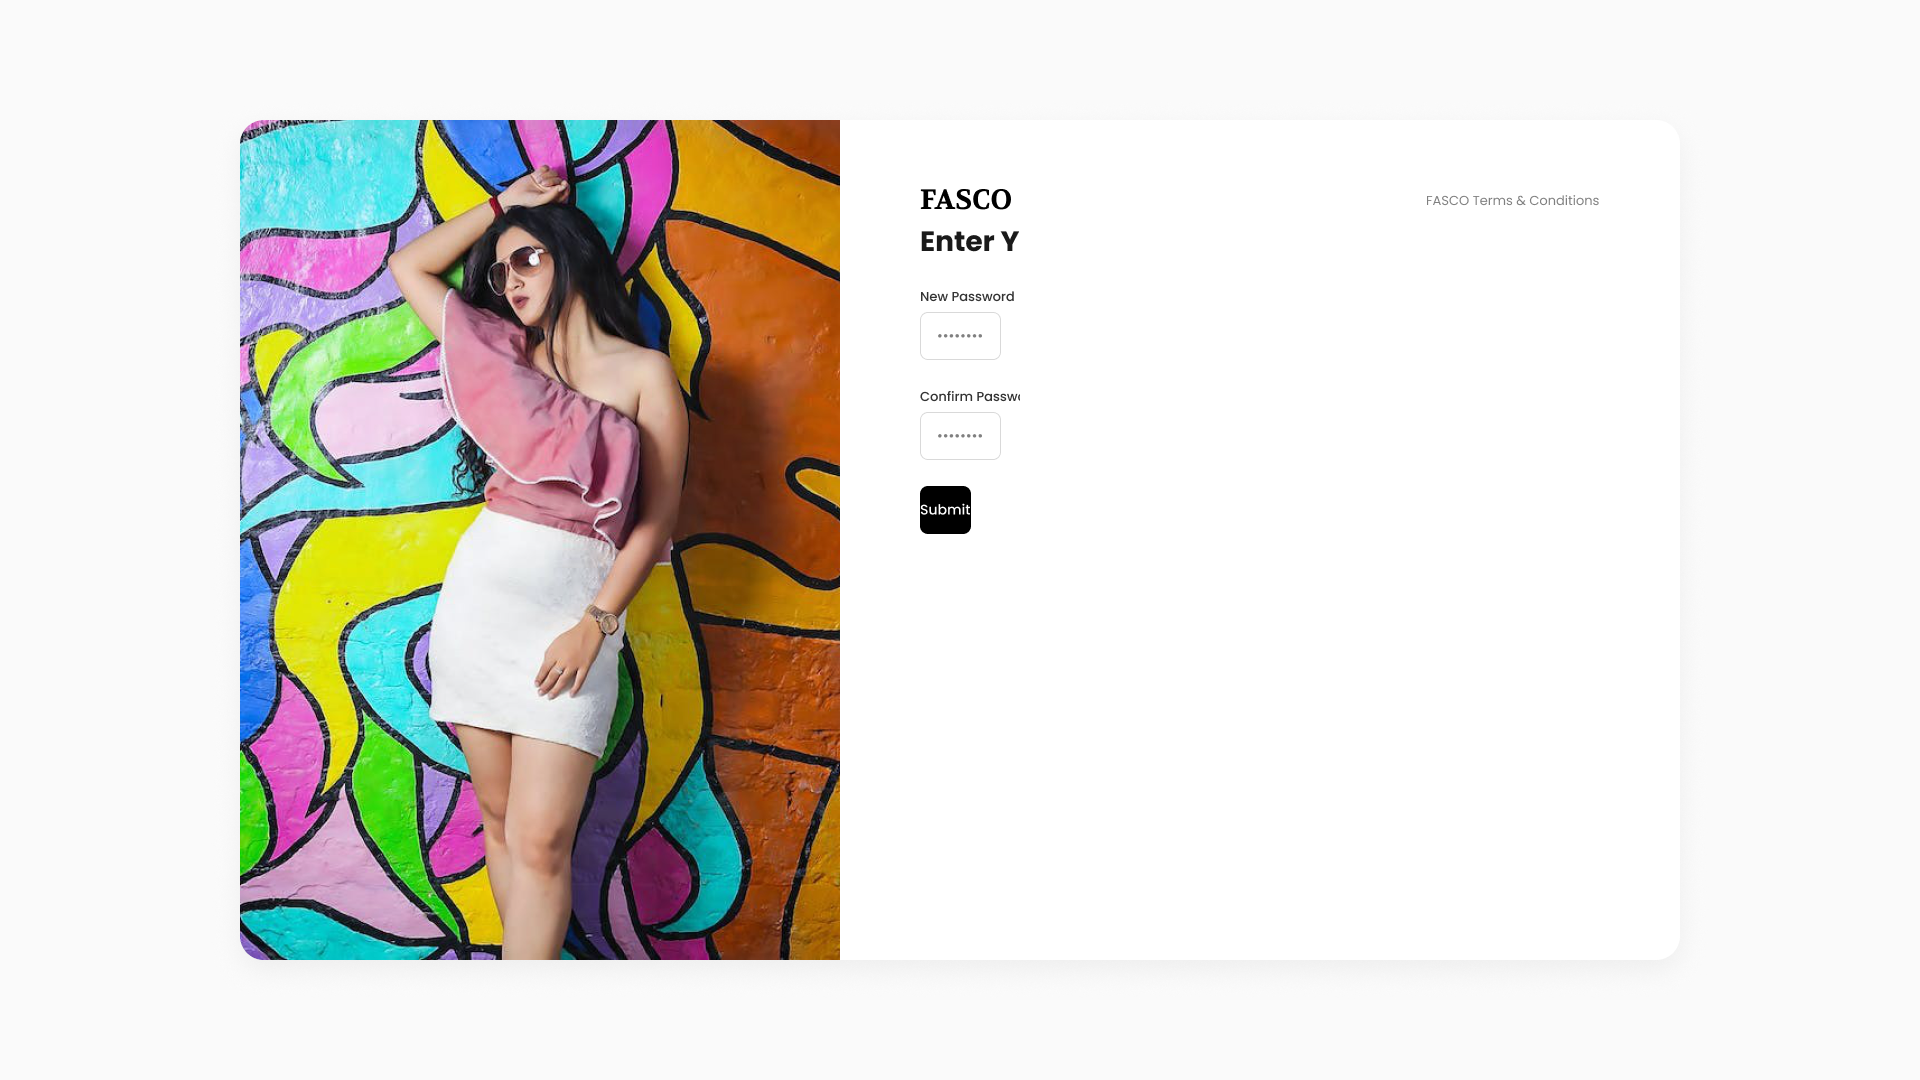 FASCO
FASCO Terms & Conditions
Enter Y
New Password
Confirm Passw
Submit